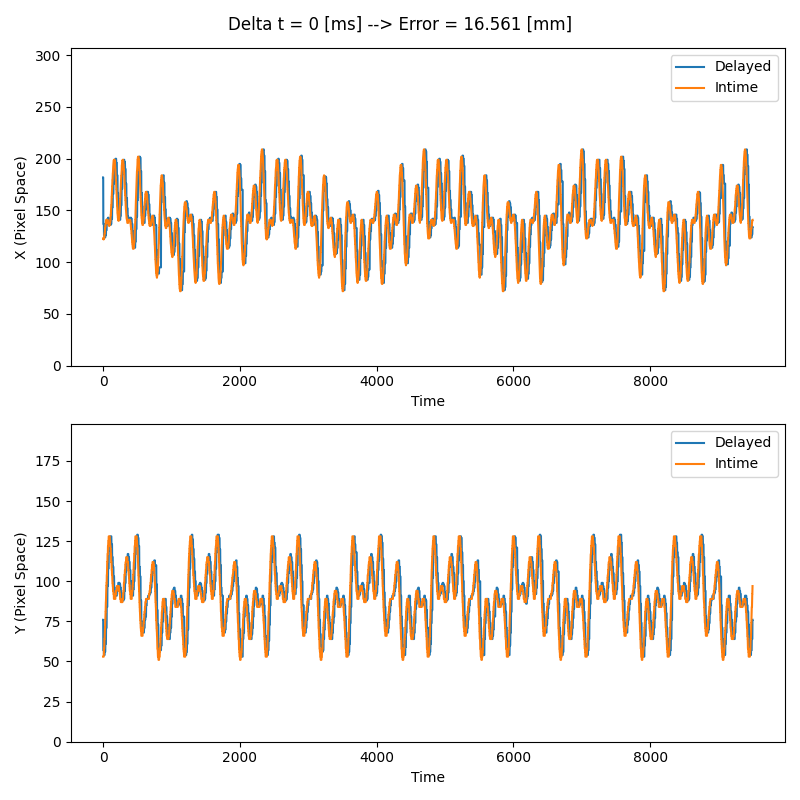 Delta t = 0 [ms] --> Error = 16.561 [mm]
300
250
200
150
100
50
0
X (Pixel Space)
Delayed
Intime
0 2000 4000 6000 8000
Time
175
150
125
100
75
50
25
0
Y (Pixel Space)
Delayed
Intime
0 2000 4000 6000 8000
Time